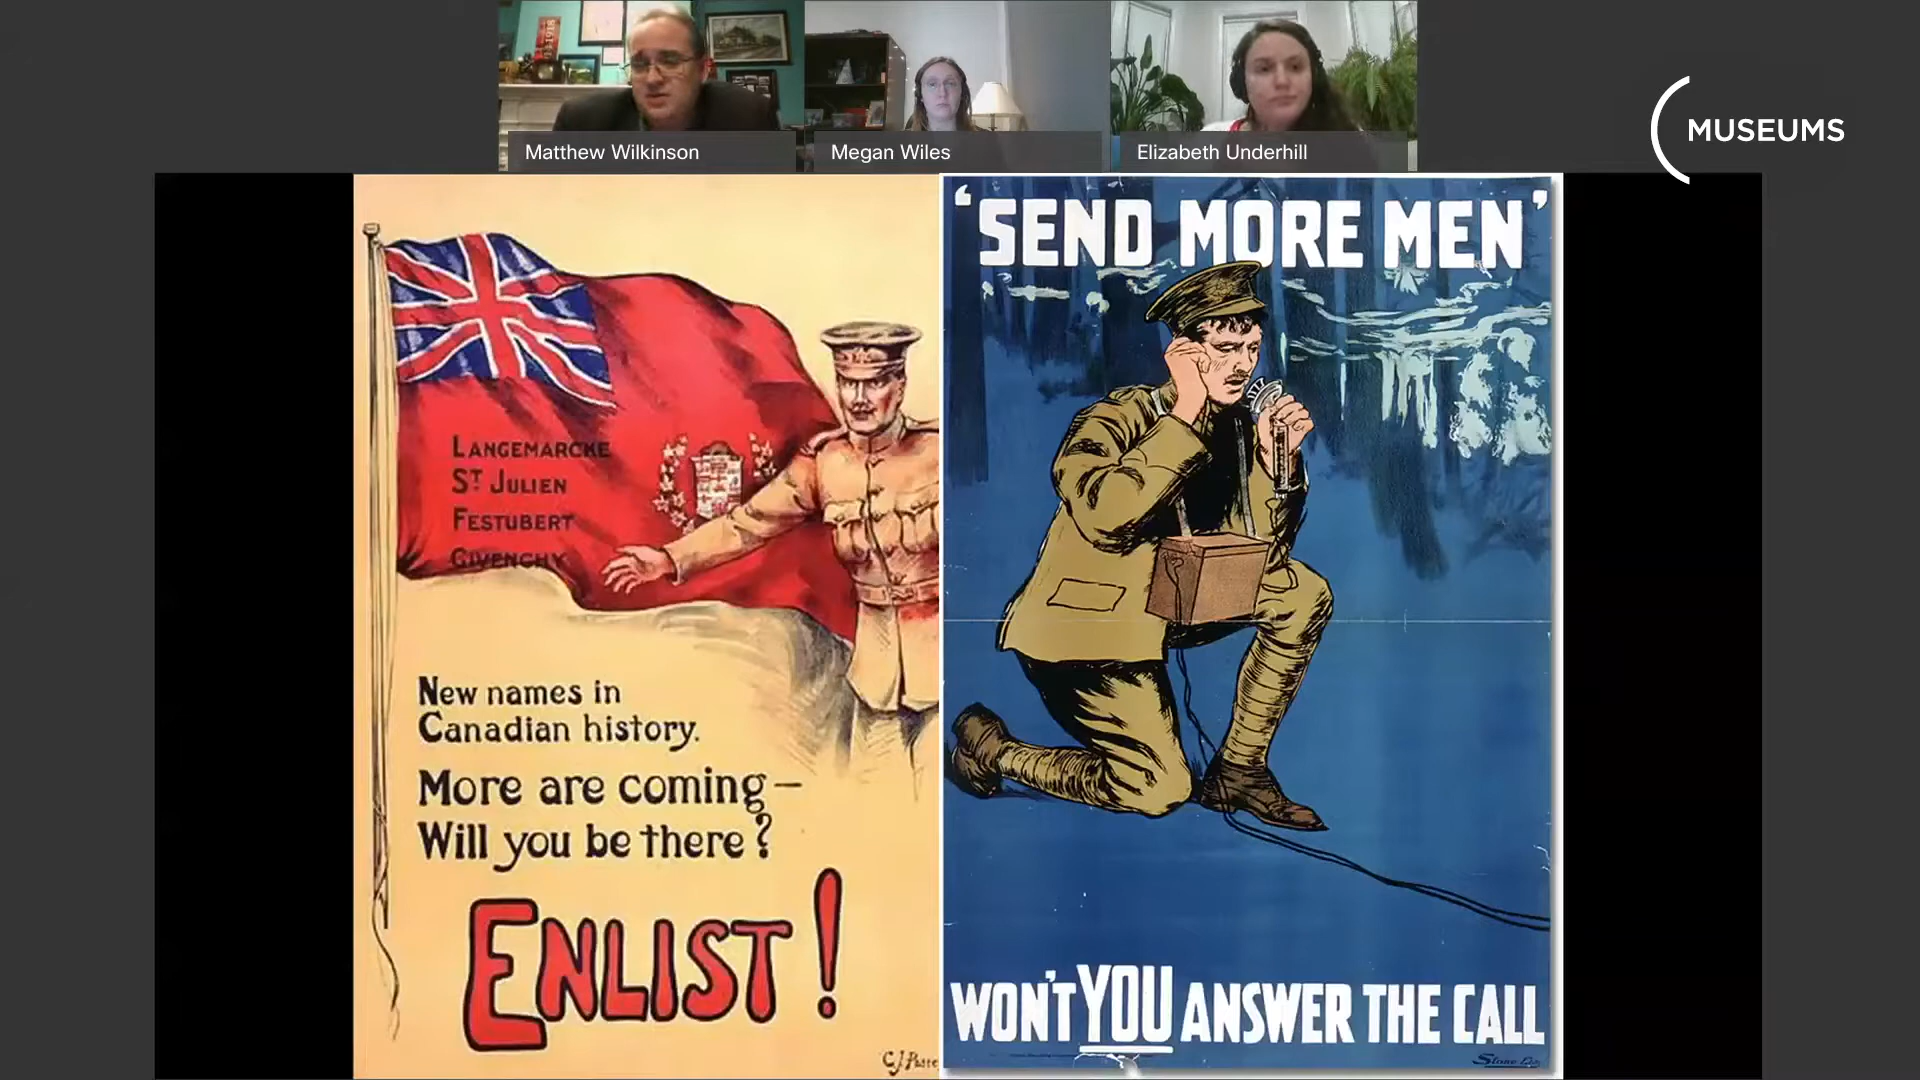 Matthew Wilkinson
Megan Wiles
Elizabeth Underhill
MUSEUMS
LANGEMARCKE
ST JULIEN
FESTUBERT
GIVENCHY
New names in
Canadian history.
More are coming —
Will you be there?
ENLIST!
'SEND MORE MEN'
WON'T YOU ANSWER THE CALL